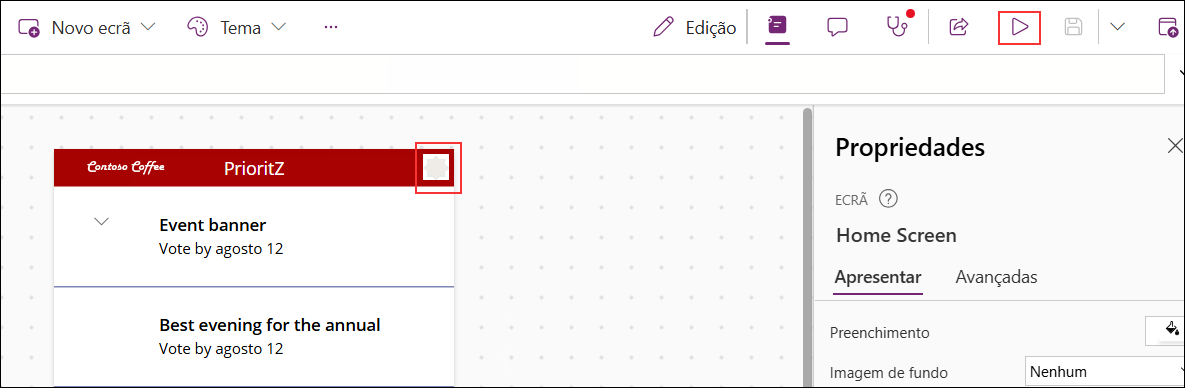 Novo ecrã Tema ... Edição
Contoso Coffee PrioritZ
Event banner
Vote by agosto 12
Best evening for the annual
Vote by agosto 12
Propriedades
ECRÃ ?
Home Screen
Apresentar Avançadas
Preenchimento
Imagem de fundo Nenhum